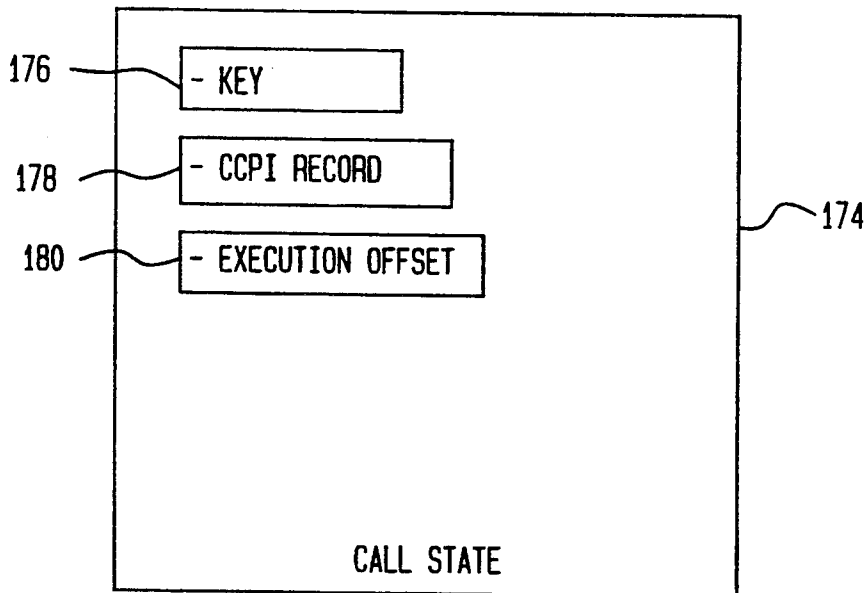 176
- KEY
178
- CCPI RECORD
174
180
- EXECUTION OFFSET
CALL STATE